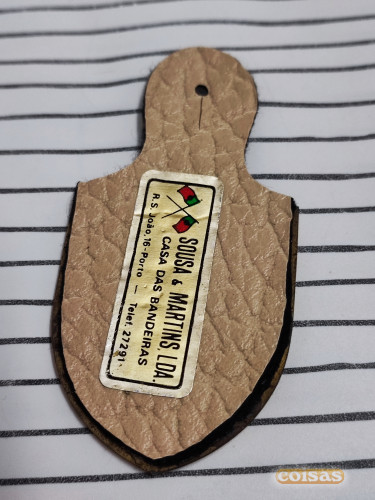 SOUSA & MARTINS LDA.
CASA DAS BANDEIRAS
R. S. João, 16 - Porto — Telef. 27291
coisas